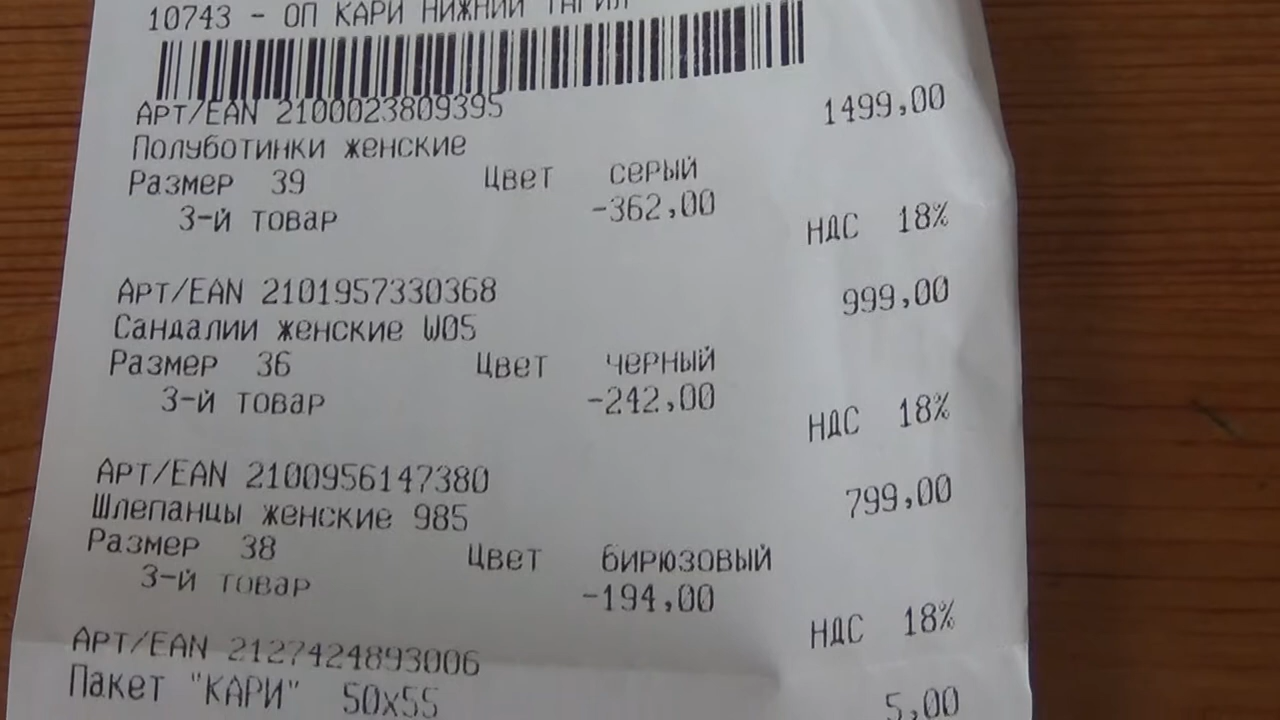 10743 - ОП КАРИ НИЖНИЙ ТАГИЛ
АРТ/EAN 2100023809395 1499,00
Полуботинки женские
Размер 39 Цвет серый
3-й товар -362,00 НДС 18%
АРТ/EAN 2101957330368 999,00
Сандалии женские W05
Размер 36 Цвет черный
3-й товар -242,00 НДС 18%
АРТ/EAN 2100956147380 799,00
Шлепанцы женские 985
Размер 38 Цвет бирюзовый
3-й товар -194,00 НДС 18%
АРТ/EAN 2127424893006
Пакет "КАРИ" 50x55 5,00